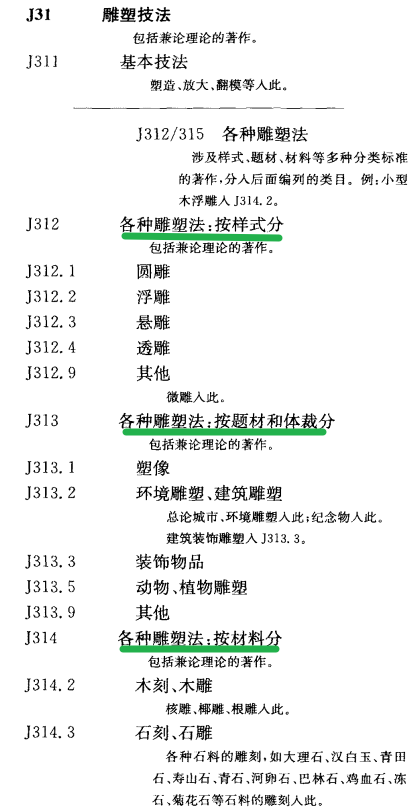 J31 雕塑技法
包括兼论理论的著作。
J311 基本技法
塑造、放大、翻模等入此。
J312/315 各种雕塑法
涉及样式、题材、材料等多种分类标准
的著作,分入后面编列的类目。例:小型
木浮雕入J314.2。
J312 各种雕塑法:按样式分
包括兼论理论的著作。
J312.1 圆雕
J312.2 浮雕
J312.3 悬雕
J312.4 透雕
J312.9 其他
微雕入此。
J313 各种雕塑法:按题材和体裁分
包括兼论理论的著作。
J313.1 塑像
J313.2 环境雕塑、建筑雕塑
总论城市、环境雕塑入此;纪念物入此。
建筑装饰雕塑入J313.3。
J313.3 装饰物品
J313.5 动物、植物雕塑
J313.9 其他
J314 各种雕塑法:按材料分
包括兼论理论的著作。
J314.2 木刻、木雕
核雕、椰雕、根雕入此。
J314.3 石刻、石雕
各种石料的雕刻,如大理石、汉白玉、青田
石、寿山石、青石、河卵石、巴林石、鸡血石、冻
石、菊花石等石料的雕刻入此。